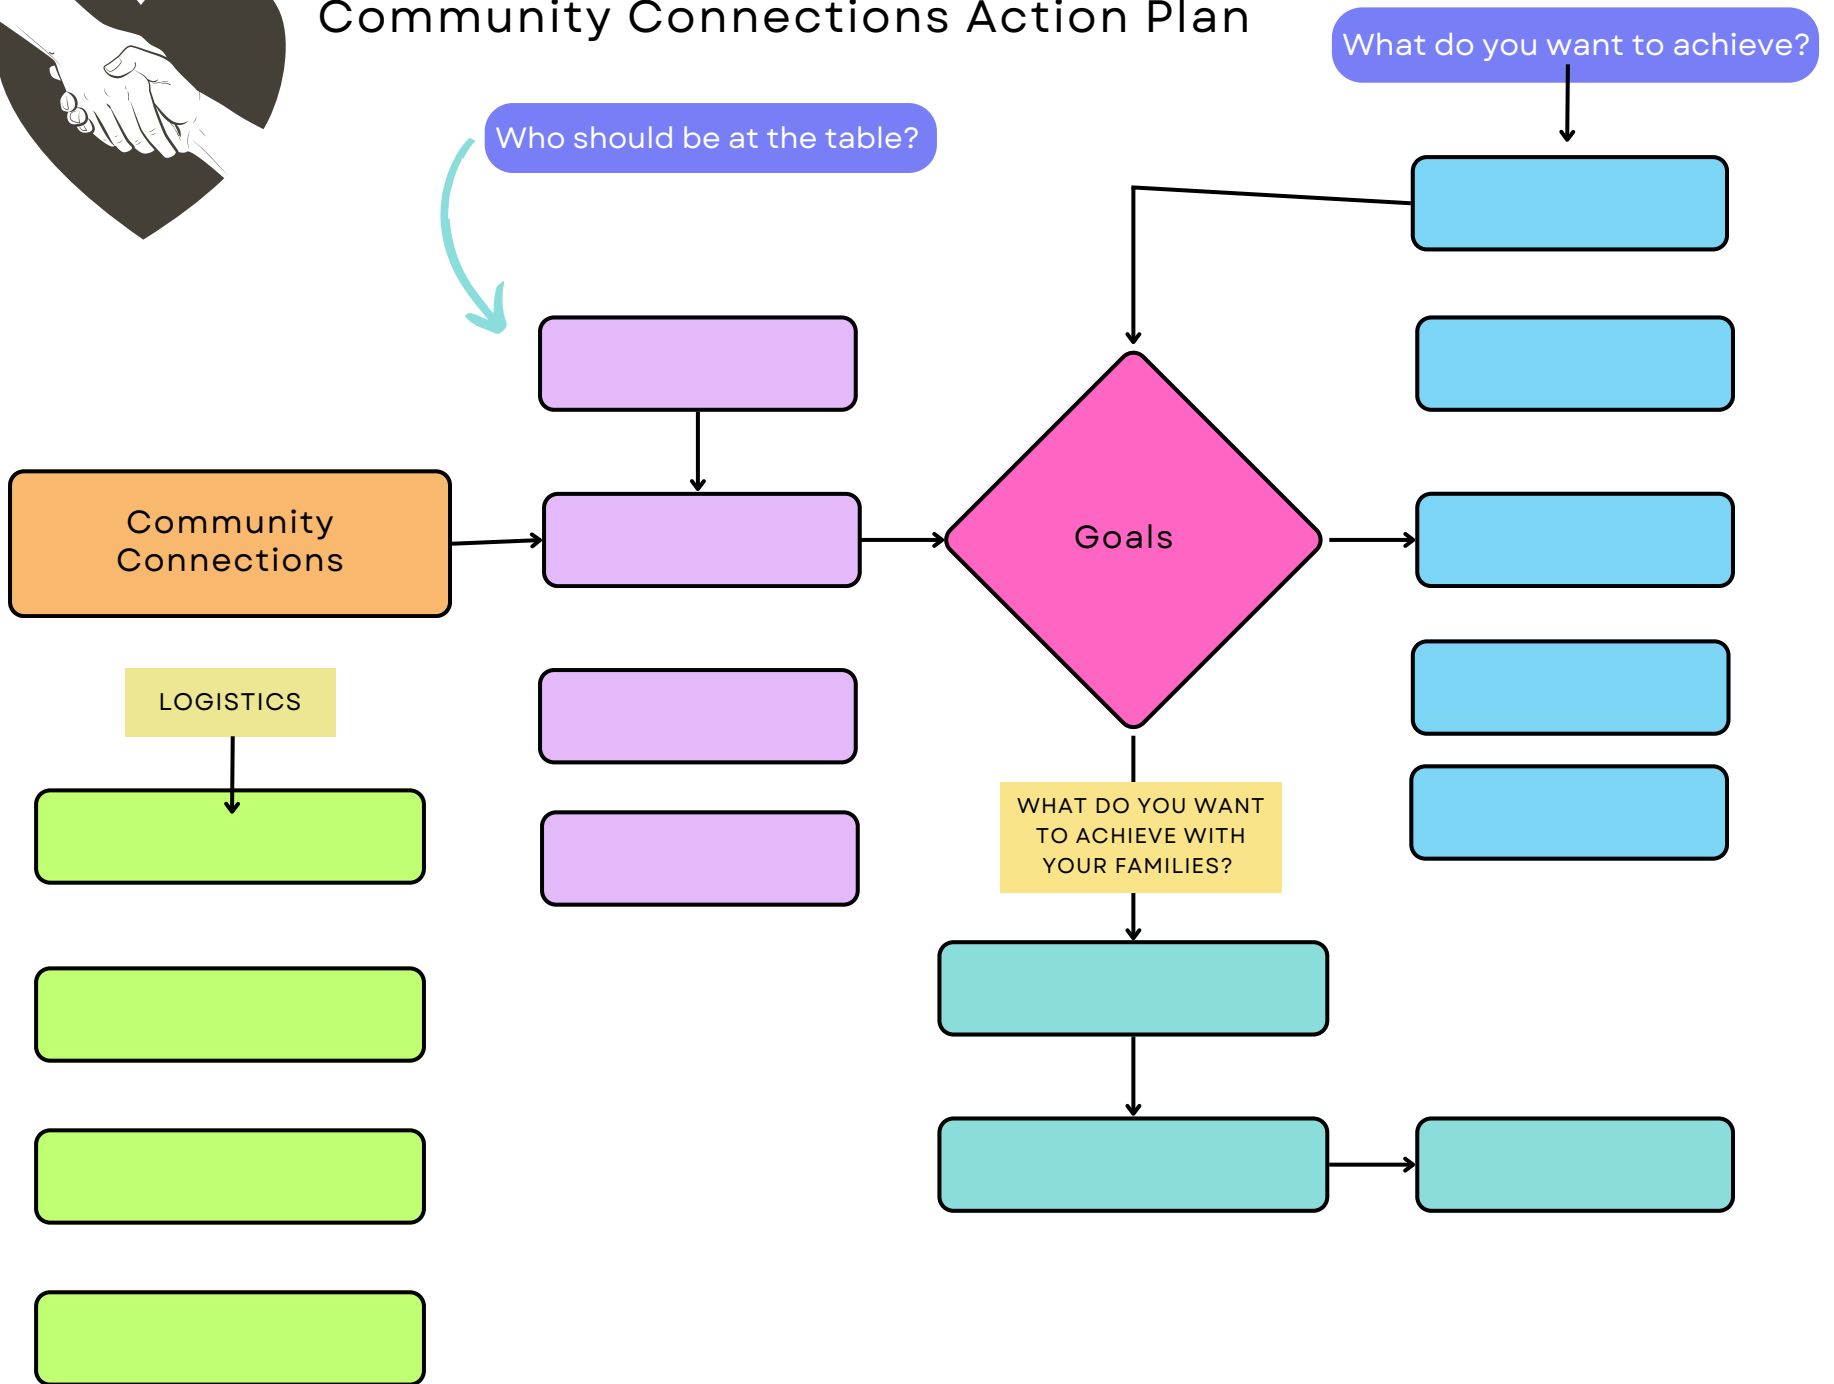 Community Connections Action Plan
What do you want to achieve?
Who should be at the table?
Community
Connections
Goals
LOGISTICS
WHAT DO YOU WANT
TO ACHIEVE WITH
YOUR FAMILIES?